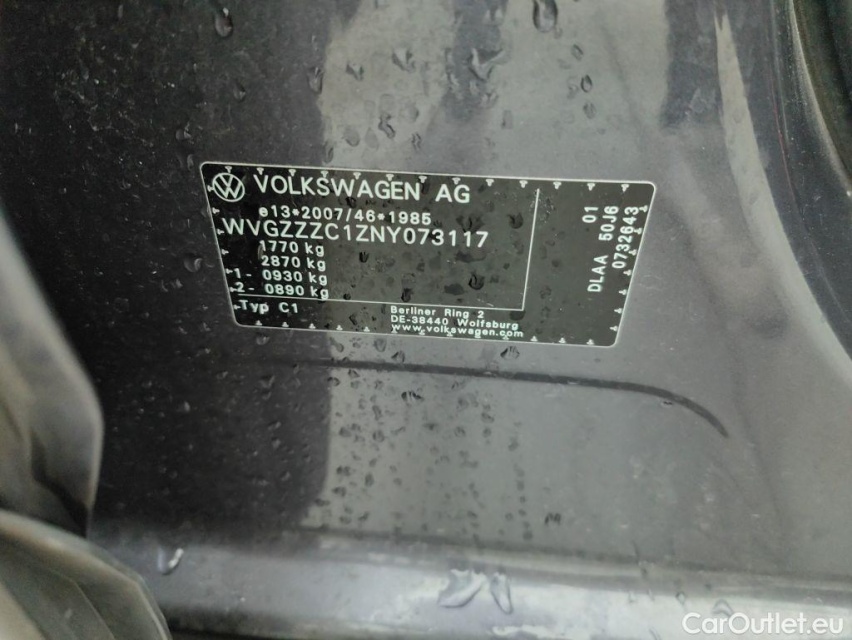 VOLKSWAGEN AG
e13*2007/46*1985
WVGZZZC1ZNY073117
1770 kg
2870 kg
1- 0930 kg
2- 0890 kg
Typ C1
Berliner Ring 2
DE-38440 Wolfsburg
www.volkswagen.com
01
DLAA 50J6
0732643
CarOutlet.eu